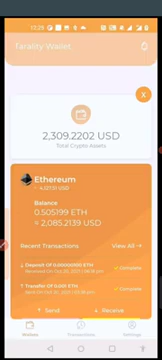 12:29
Tarality Wallet
X
2,309.2202 USD
Total Crypto Assets
Ethereum
Balance
0.505199 ETH
≈ 2,085.2139 USD
Recent Transactions View All →
Complete
Complete
↑ Send ↓ Receive
Wallets Transactions Settings